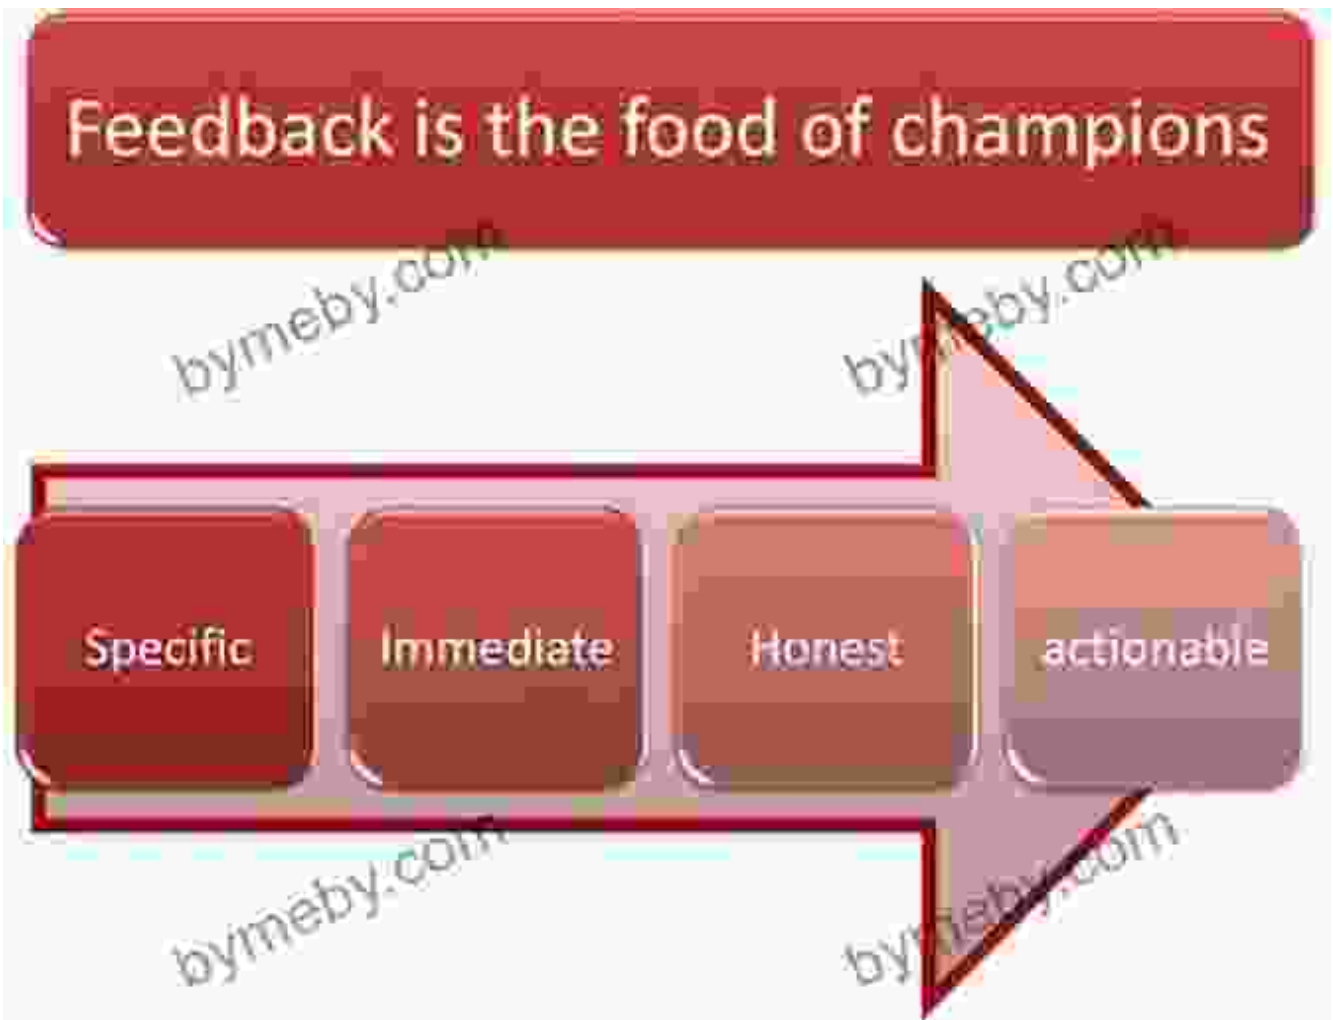 Feedback is the food of champions
bymeby.com
bymeby.com
Specific
Immediate
Honest
actionable
bymeby.com
bymeby.com